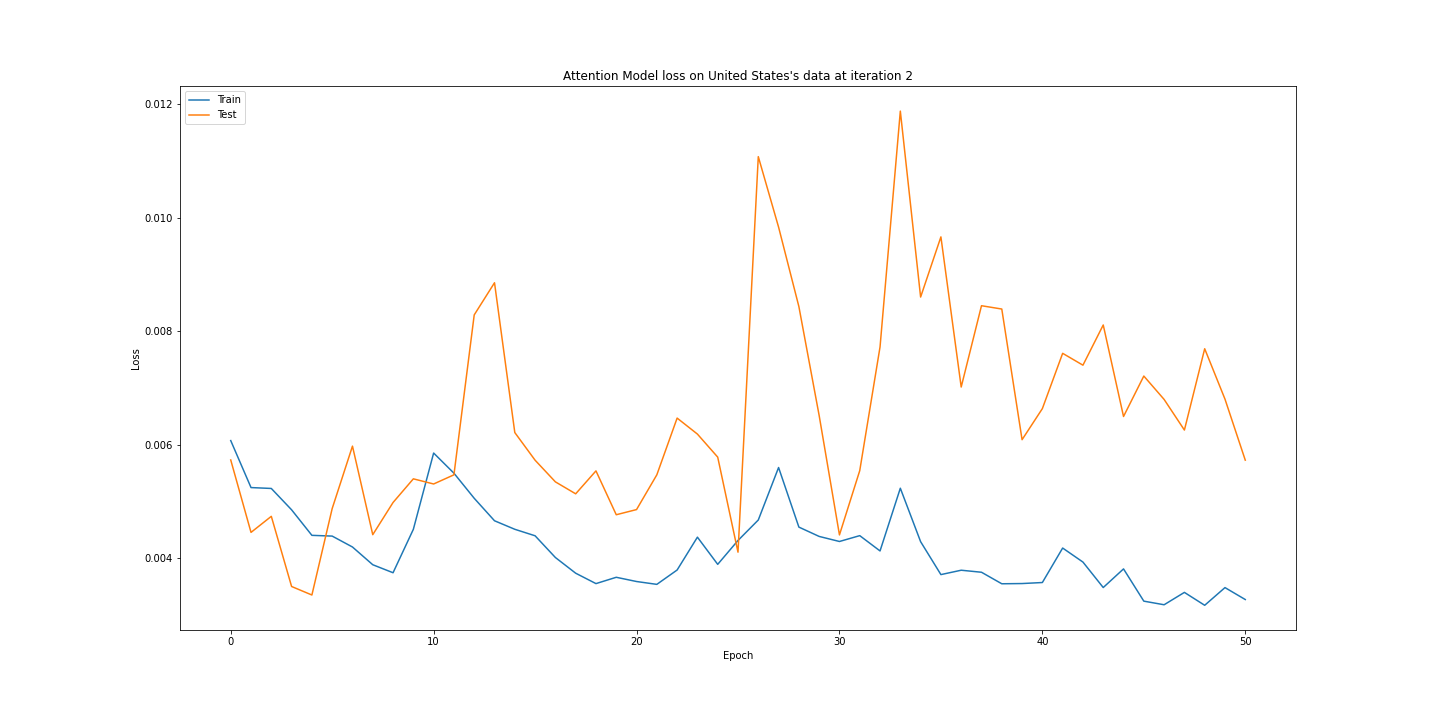 Attention Model loss on United States's data at iteration 2
Train
Test
0.012
0.010
0.008
0.006
0.004
Loss
0
10
20
30
40
50
Epoch